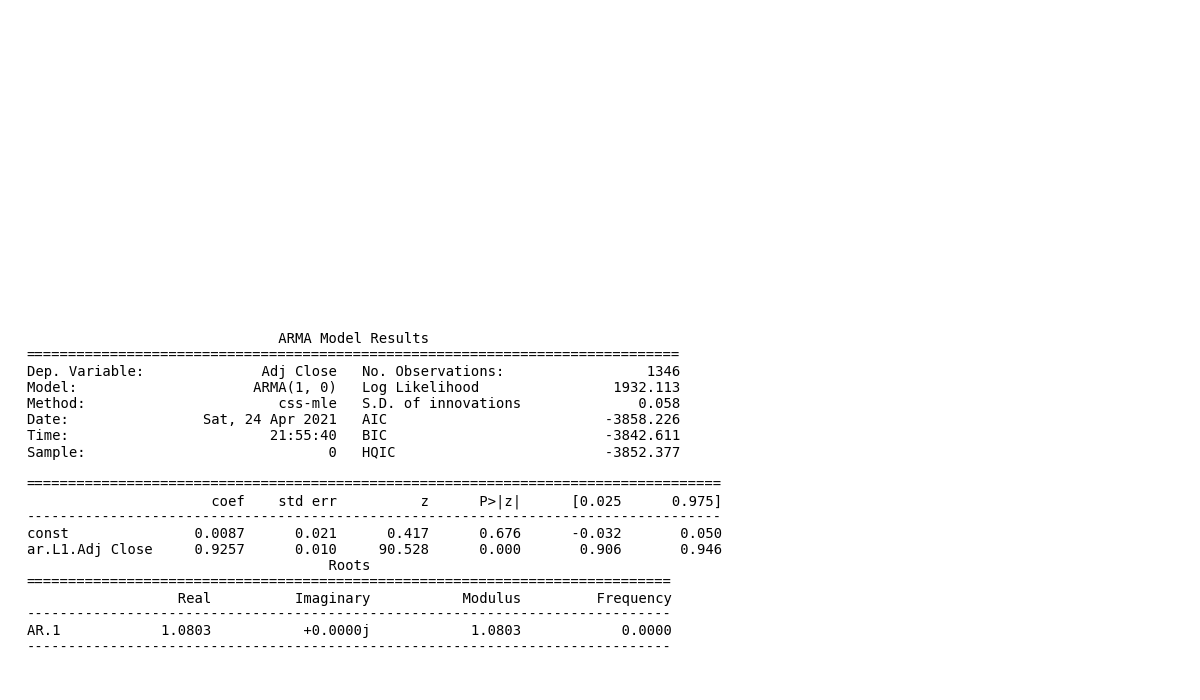 ARMA Model Results
==============================================================================
Dep. Variable:              Adj Close   No. Observations:                 1346
Model:                     ARMA(1, 0)   Log Likelihood                1932.113
Method:                       css-mle   S.D. of innovations              0.058
Date:                Sat, 24 Apr 2021   AIC                          -3858.226
Time:                        21:55:40   BIC                          -3842.611
Sample:                             0   HQIC                         -3852.377
===================================================================================
                      coef    std err          z      P>|z|      [0.025      0.975]
-----------------------------------------------------------------------------------
const               0.0087      0.021      0.417      0.676      -0.032       0.050
ar.L1.Adj Close     0.9257      0.010     90.528      0.000       0.906       0.946
                                    Roots
=============================================================================
                  Real          Imaginary           Modulus         Frequency
-----------------------------------------------------------------------------
AR.1            1.0803           +0.0000j            1.0803            0.0000
-----------------------------------------------------------------------------